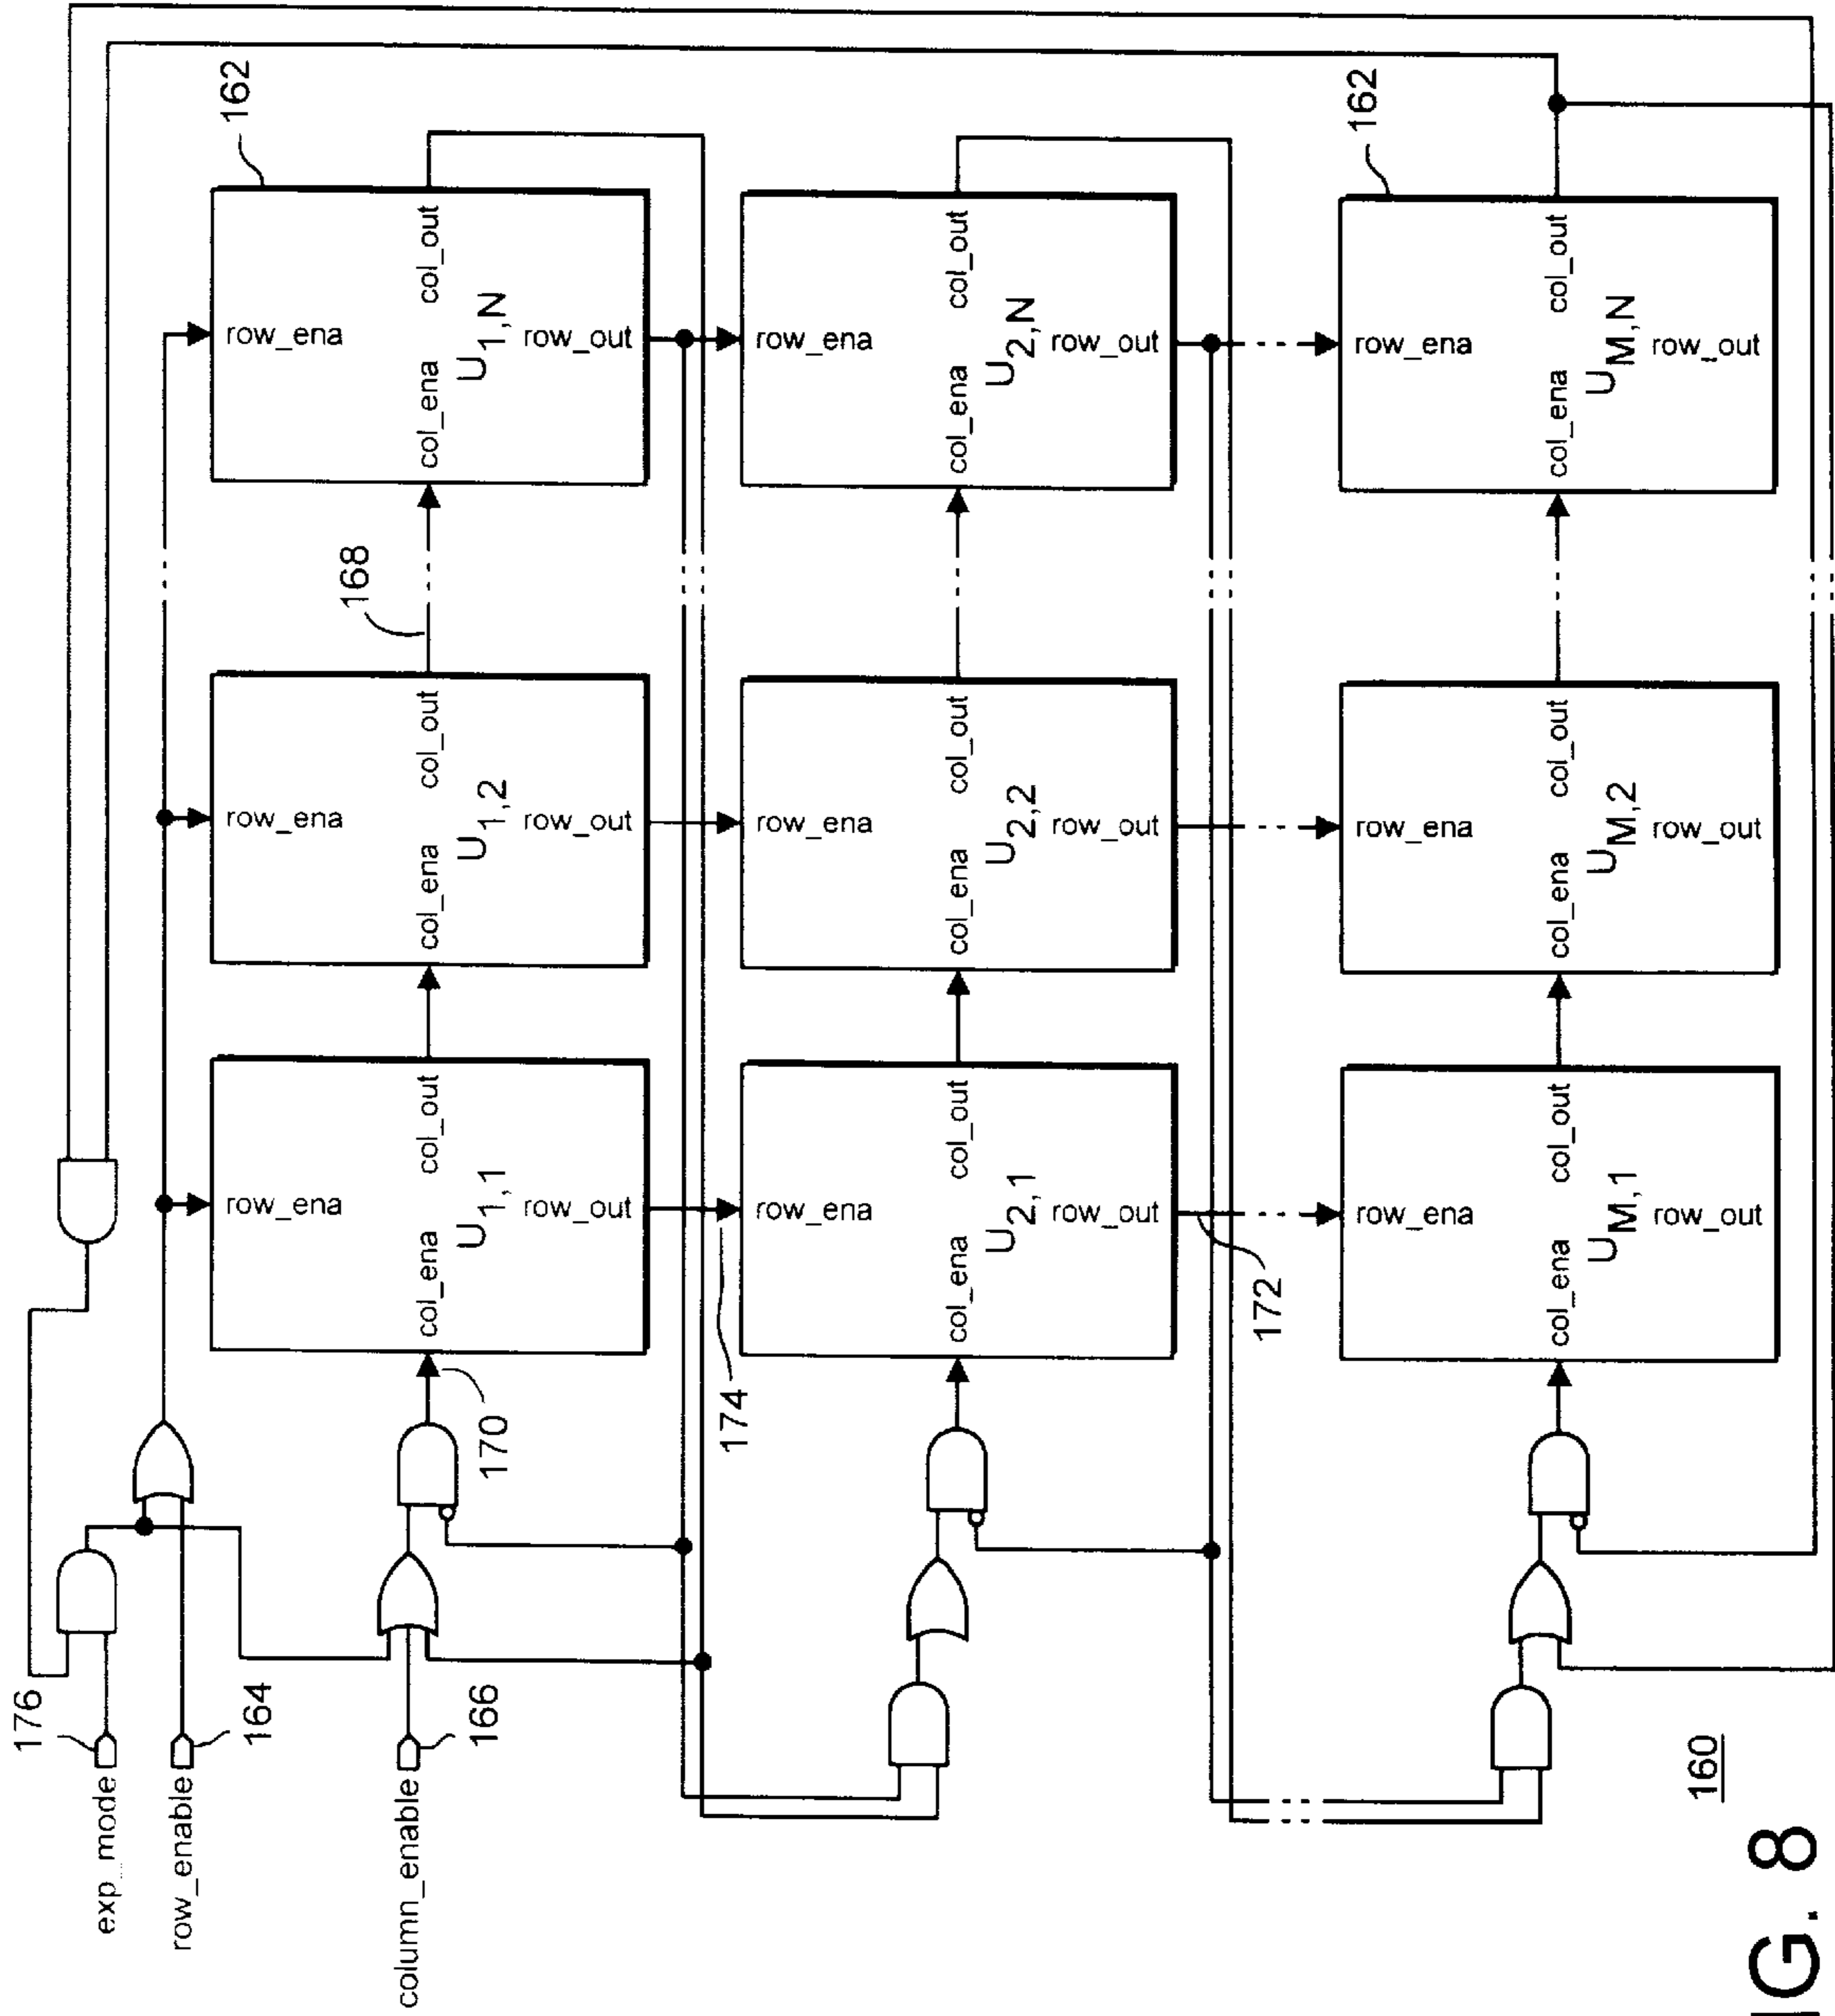 176
exp_mode
row_enable
164
column_enable
166
170
168
162
row_ena
col_ena
col_out
U1,1
row_out
row_ena
col_ena
col_out
U1,2
row_out
row_ena
col_ena
col_out
U1,N
row_out
174
row_ena
col_ena
col_out
U2,1
row_out
row_ena
col_ena
col_out
U2,2
row_out
row_ena
col_ena
col_out
U2,N
row_out
172
162
row_ena
col_ena
col_out
UM,1
row_out
row_ena
col_ena
col_out
UM,2
row_out
row_ena
col_ena
col_out
UM,N
row_out
160
IG. 8